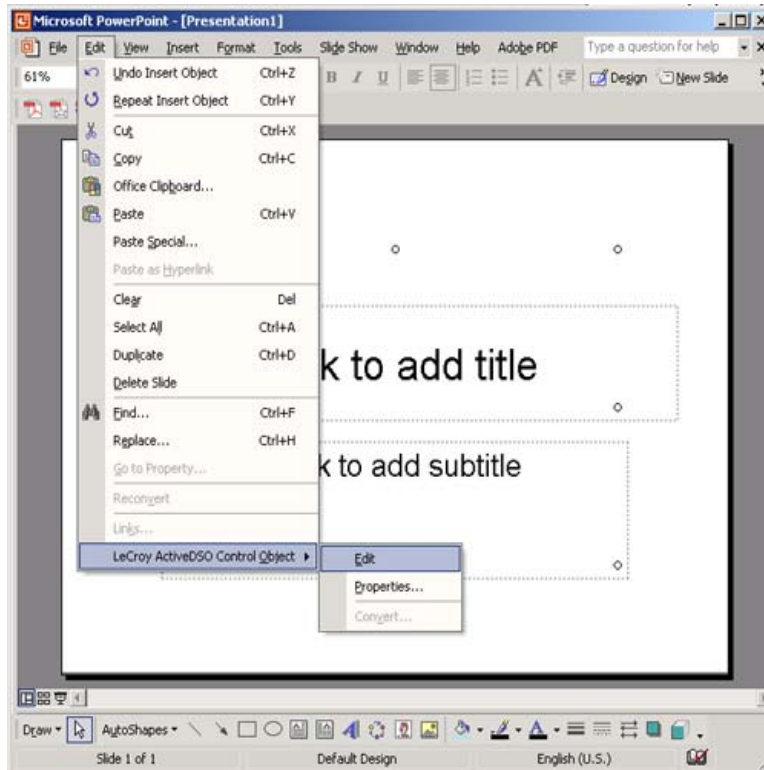 Microsoft PowerPoint - [Presentation1]
File Edit View Insert Format Tools Slide Show Window Help Adobe PDF Type a question for help
61% B I U A Design New Slide
Undo Insert Object Ctrl+Z
Repeat Insert Object Ctrl+Y
Cut Ctrl+X
Copy Ctrl+C
Office Clipboard...
Paste Ctrl+V
Paste Special...
Paste as Hyperlink
Clear Del
Select All Ctrl+A
Duplicate Ctrl+D
Delete Slide
Find... Ctrl+F
Replace... Ctrl+H
Go to Property...
Reconvert
Links...
LeCroy ActiveDSO Control Object
Edit
Properties...
Convert...
k to add title
k to add subtitle
Draw AutoShapes
Slide 1 of 1 Default Design English (U.S.)